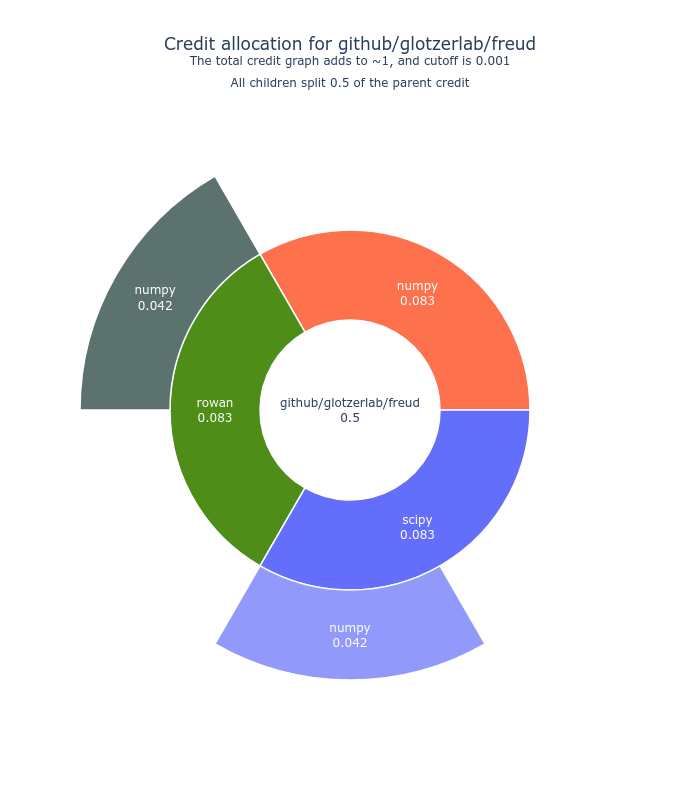 Credit allocation for github/glotzerlab/freud
The total credit graph adds to ~1, and cutoff is 0.001
All children split 0.5 of the parent credit
numpy
0.042
numpy
0.083
rowan
0.083
github/glotzerlab/freud
0.5
scipy
0.083
numpy
0.042